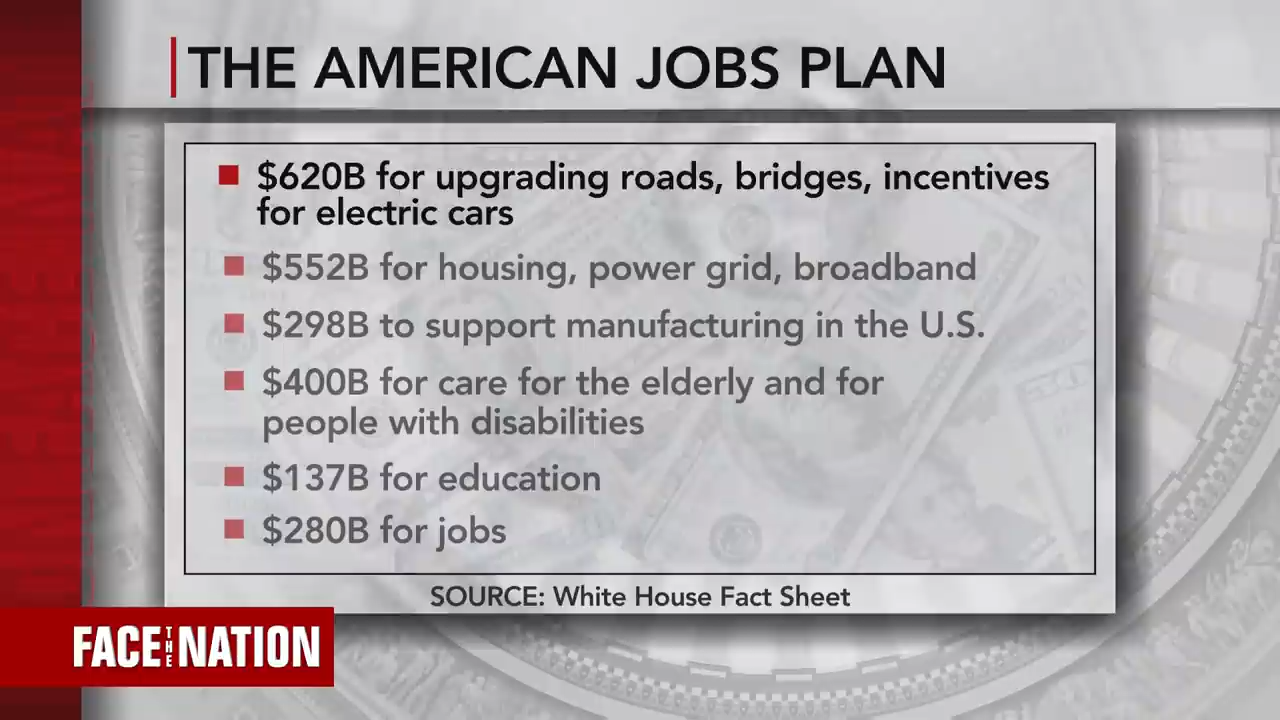 THE AMERICAN JOBS PLAN
$620B for upgrading roads, bridges, incentives
for electric cars
$552B for housing, power grid, broadband
$298B to support manufacturing in the U.S.
$400B for care for the elderly and for
people with disabilities
$137B for education
$280B for jobs
SOURCE: White House Fact Sheet
FACE THE NATION